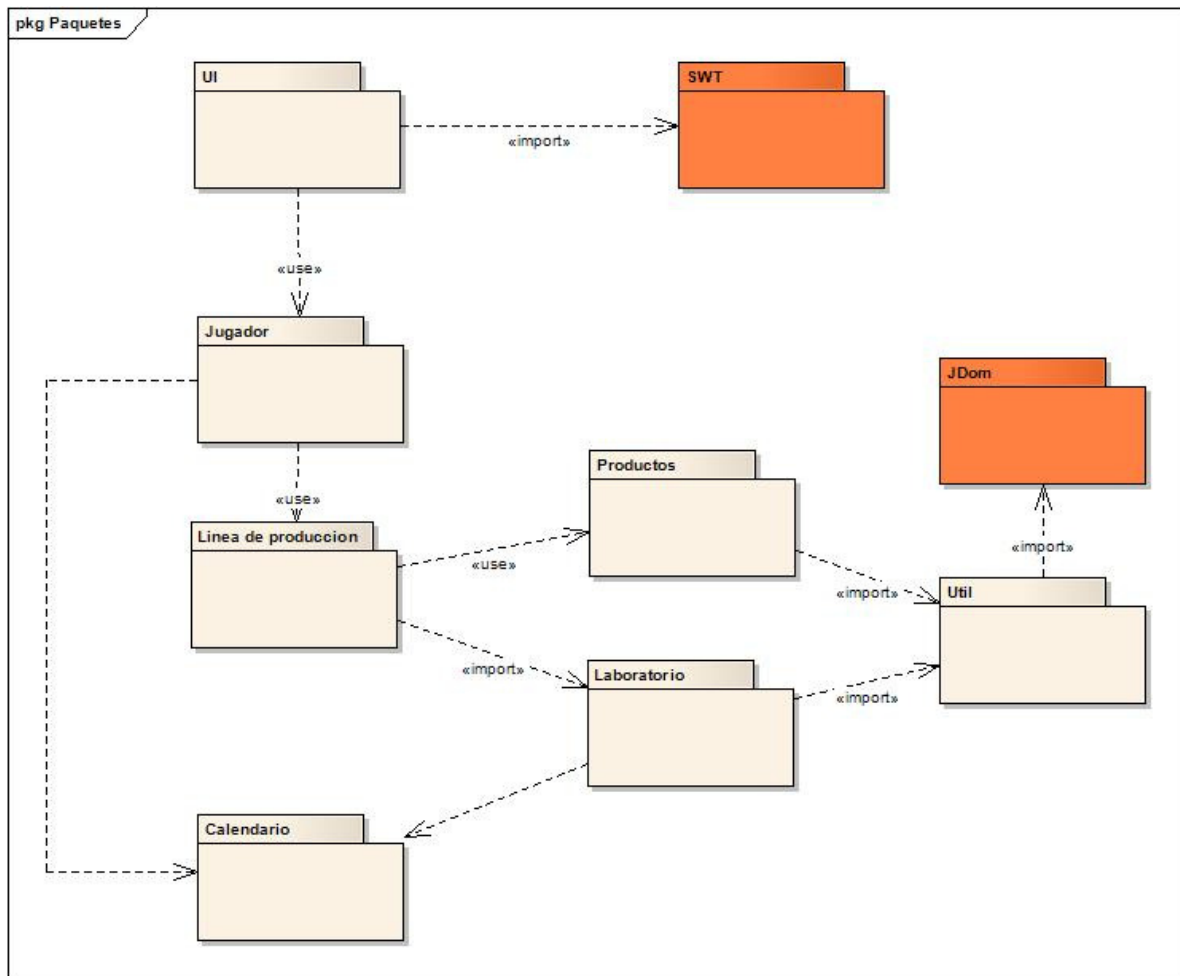 pkg Paquetes
UI
SWT
«import»
«use»
Jugador
JDom
«use»
Productos
Linea de produccion
«use»
«import»
«import»
Util
«import»
Laboratorio
«import»
Calendario